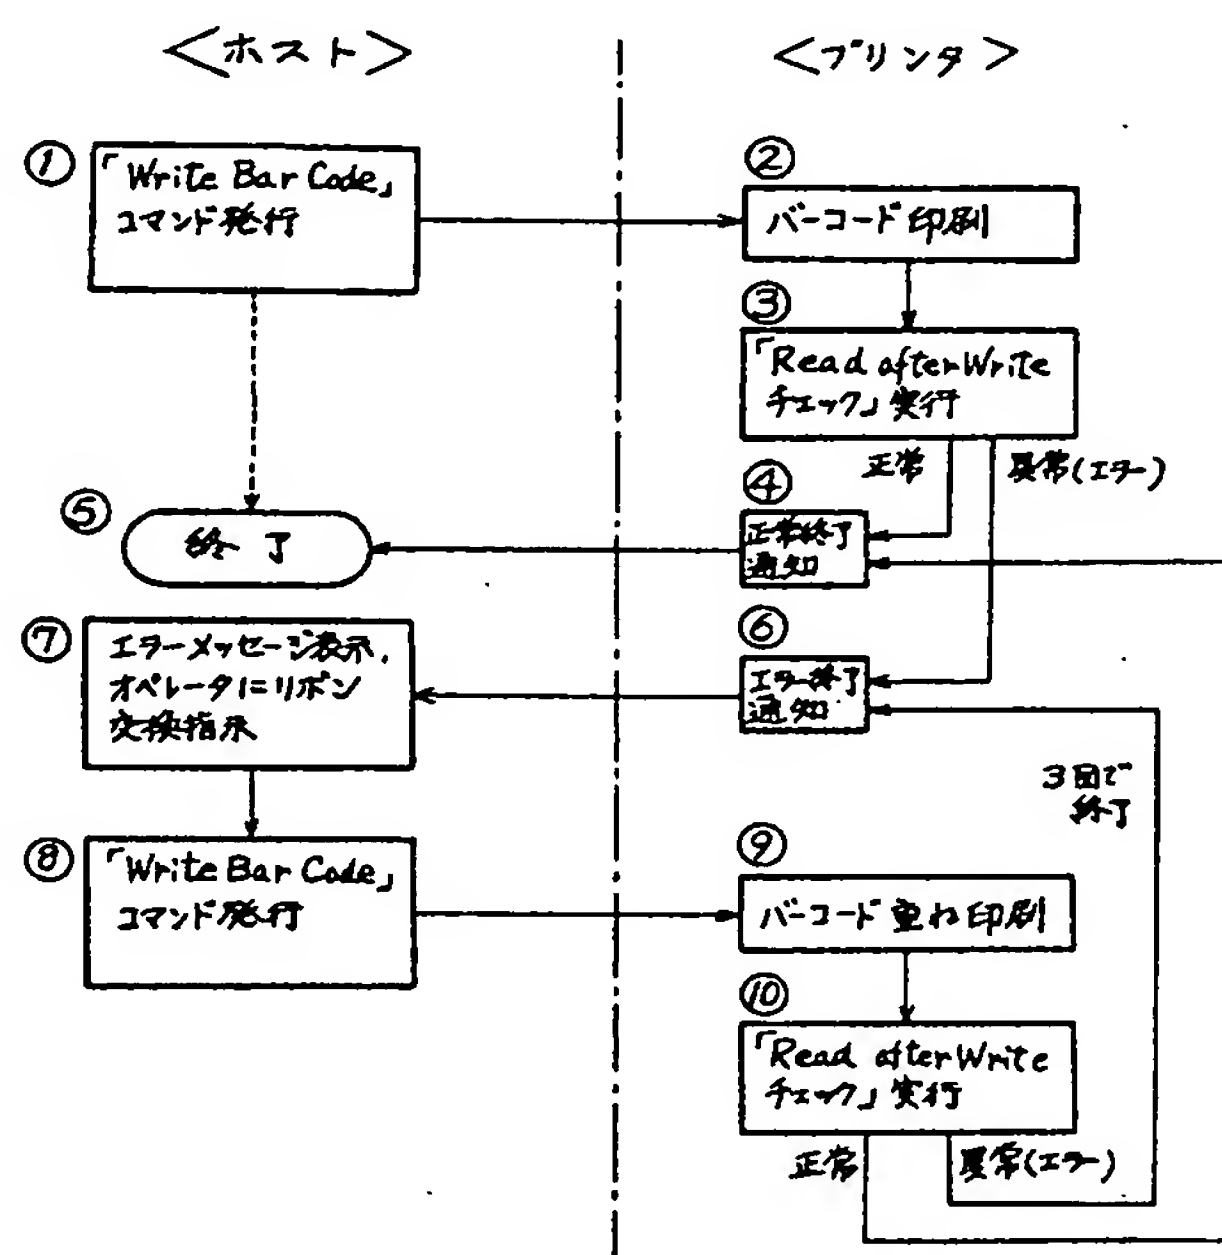 <ホスト>
<プリンタ>
①
「Write Bar Code」
コマンド発行
②
バーコード印刷
③
「Read after Write
チェック」実行
正常
異常(エラー)
④
正常終了
通知
⑤
終了
⑥
エラー終了
通知
⑦
エラーメッセージ表示,
オペレータにリボン
交換指示
3回で
終了
⑧
「Write Bar Code」
コマンド発行
⑨
バーコード重ね印刷
⑩
「Read after Write
チェック」実行
正常
異常(エラー)